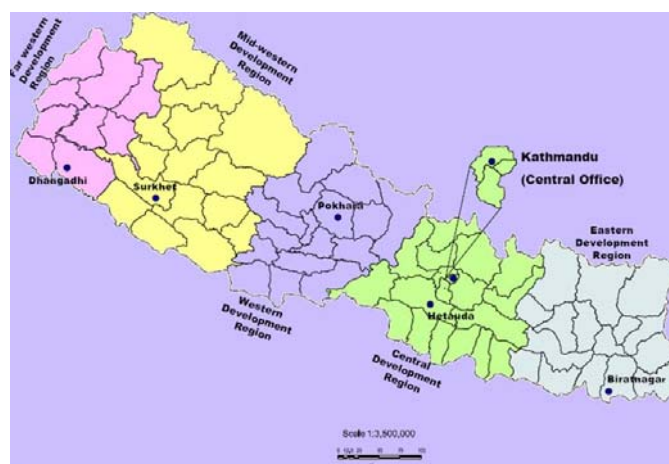 Far western
Development
Region
Mid-western
Development
Region
Dhangadhi
Surkhet
Pokhara
Kathmandu
(Central Office)
Eastern
Development
Region
Western
Development
Region
Hetauda
Central
Development
Region
Biratnagar
Scale 1:3,500,000